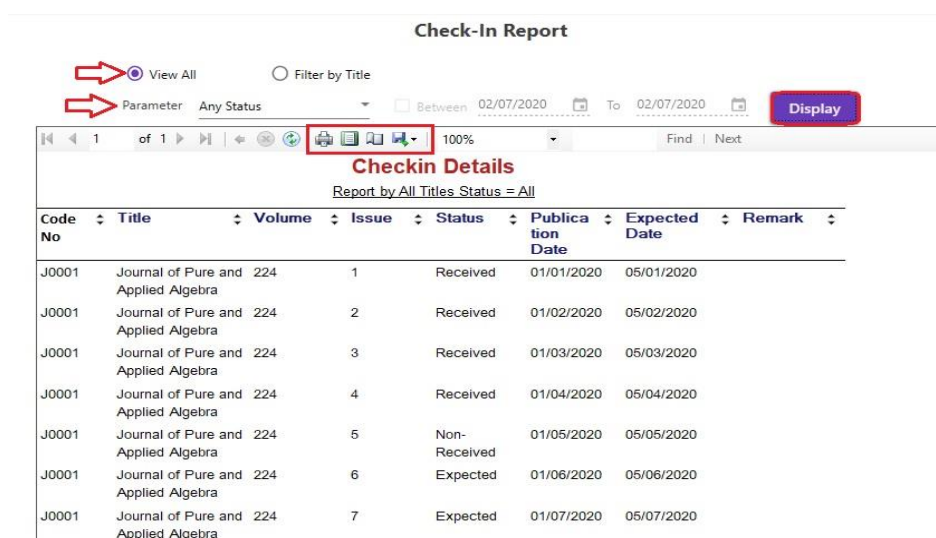 Check-In Report
View All Filter by Title
Parameter Any Status Between 02/07/2020 To 02/07/2020 Display
1 of 1 100% Find | Next
Checkin Details
Report by All Titles Status = All
Code Title Volume Issue Status Publica Expected Remark
No tion Date
Date
J0001 Journal of Pure and 224 1 Received 01/01/2020 05/01/2020
Applied Algebra
J0001 Journal of Pure and 224 2 Received 01/02/2020 05/02/2020
Applied Algebra
J0001 Journal of Pure and 224 3 Received 01/03/2020 05/03/2020
Applied Algebra
J0001 Journal of Pure and 224 4 Received 01/04/2020 05/04/2020
Applied Algebra
J0001 Journal of Pure and 224 5 Non- 01/05/2020 05/05/2020
Applied Algebra Received
J0001 Journal of Pure and 224 6 Expected 01/06/2020 05/06/2020
Applied Algebra
J0001 Journal of Pure and 224 7 Expected 01/07/2020 05/07/2020
Applied Algebra